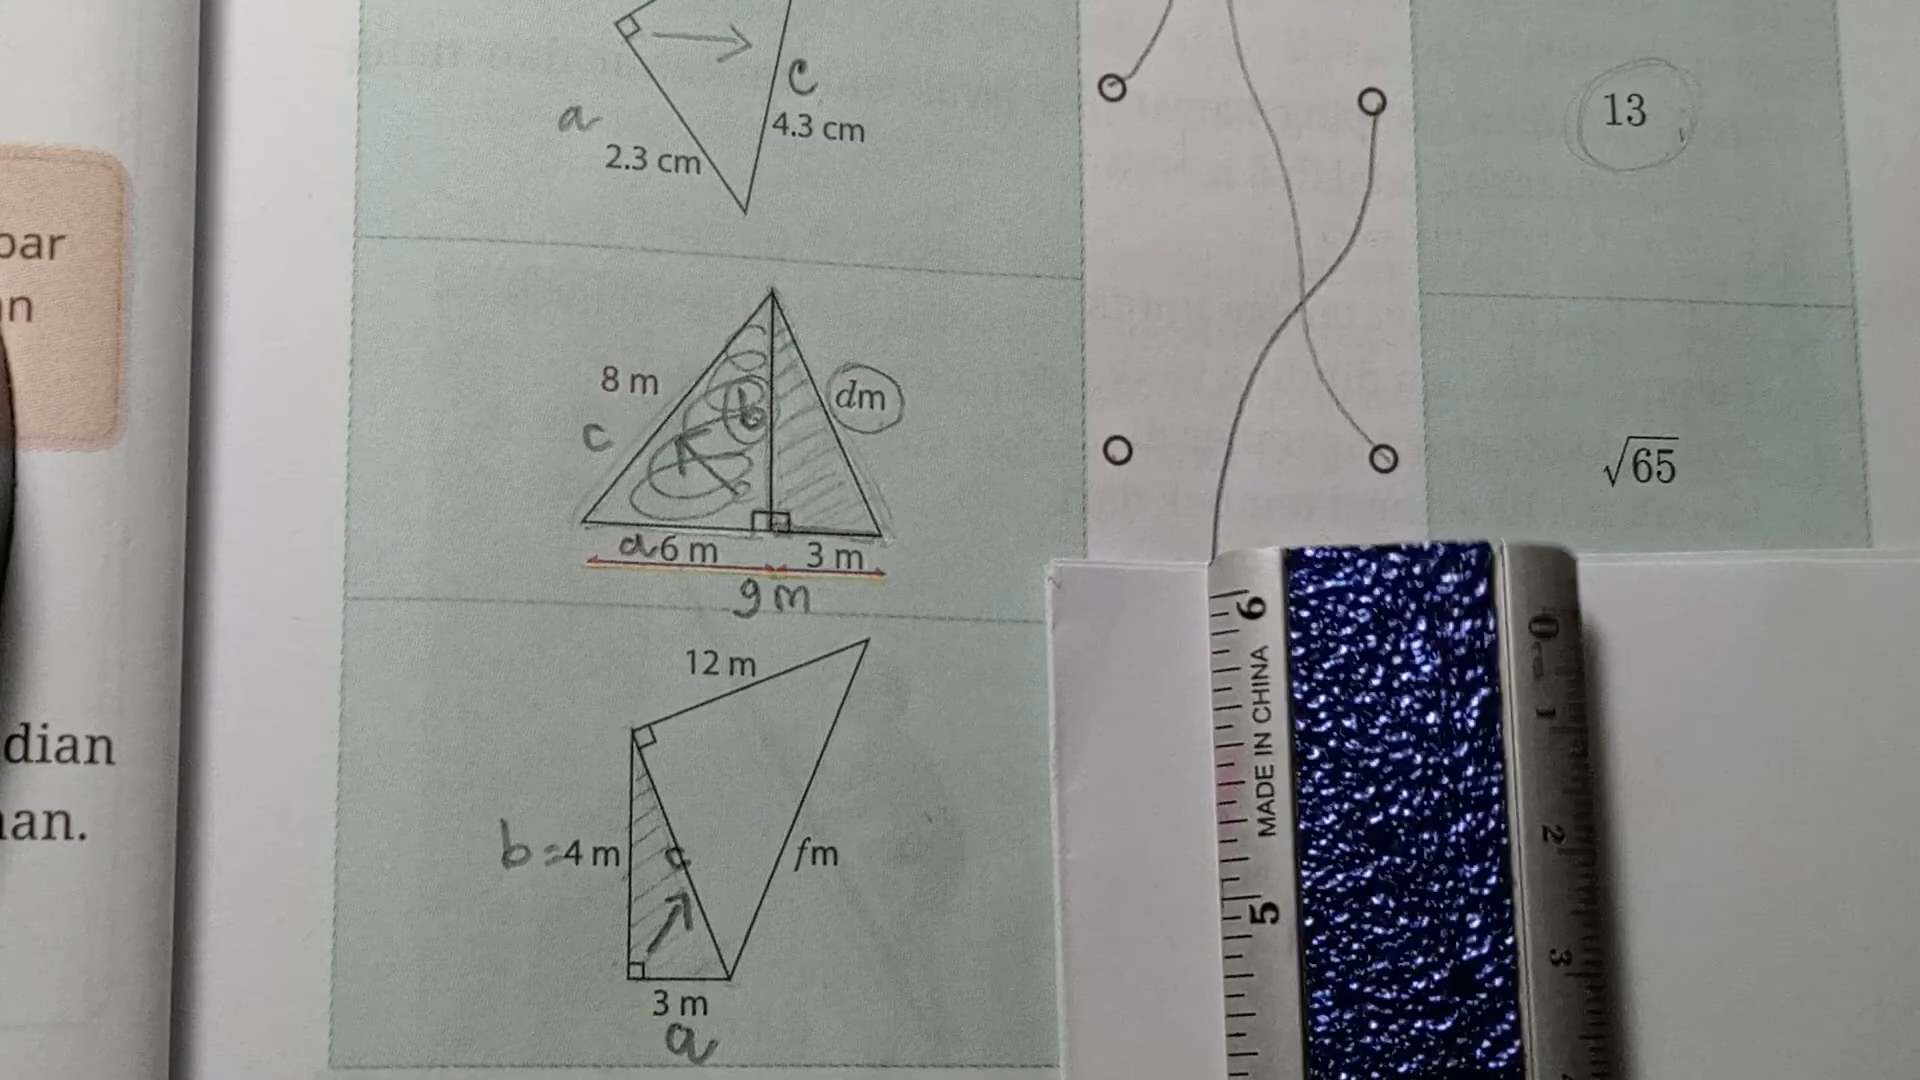 c
a
4.3 cm
2.3 cm
13
8 m
c
b
dm
a 6 m
3 m
9 m
√65
12 m
b = 4 m
c
fm
3 m
a
6
MADE IN CHINA
5
0
1
2
3
dian
an.